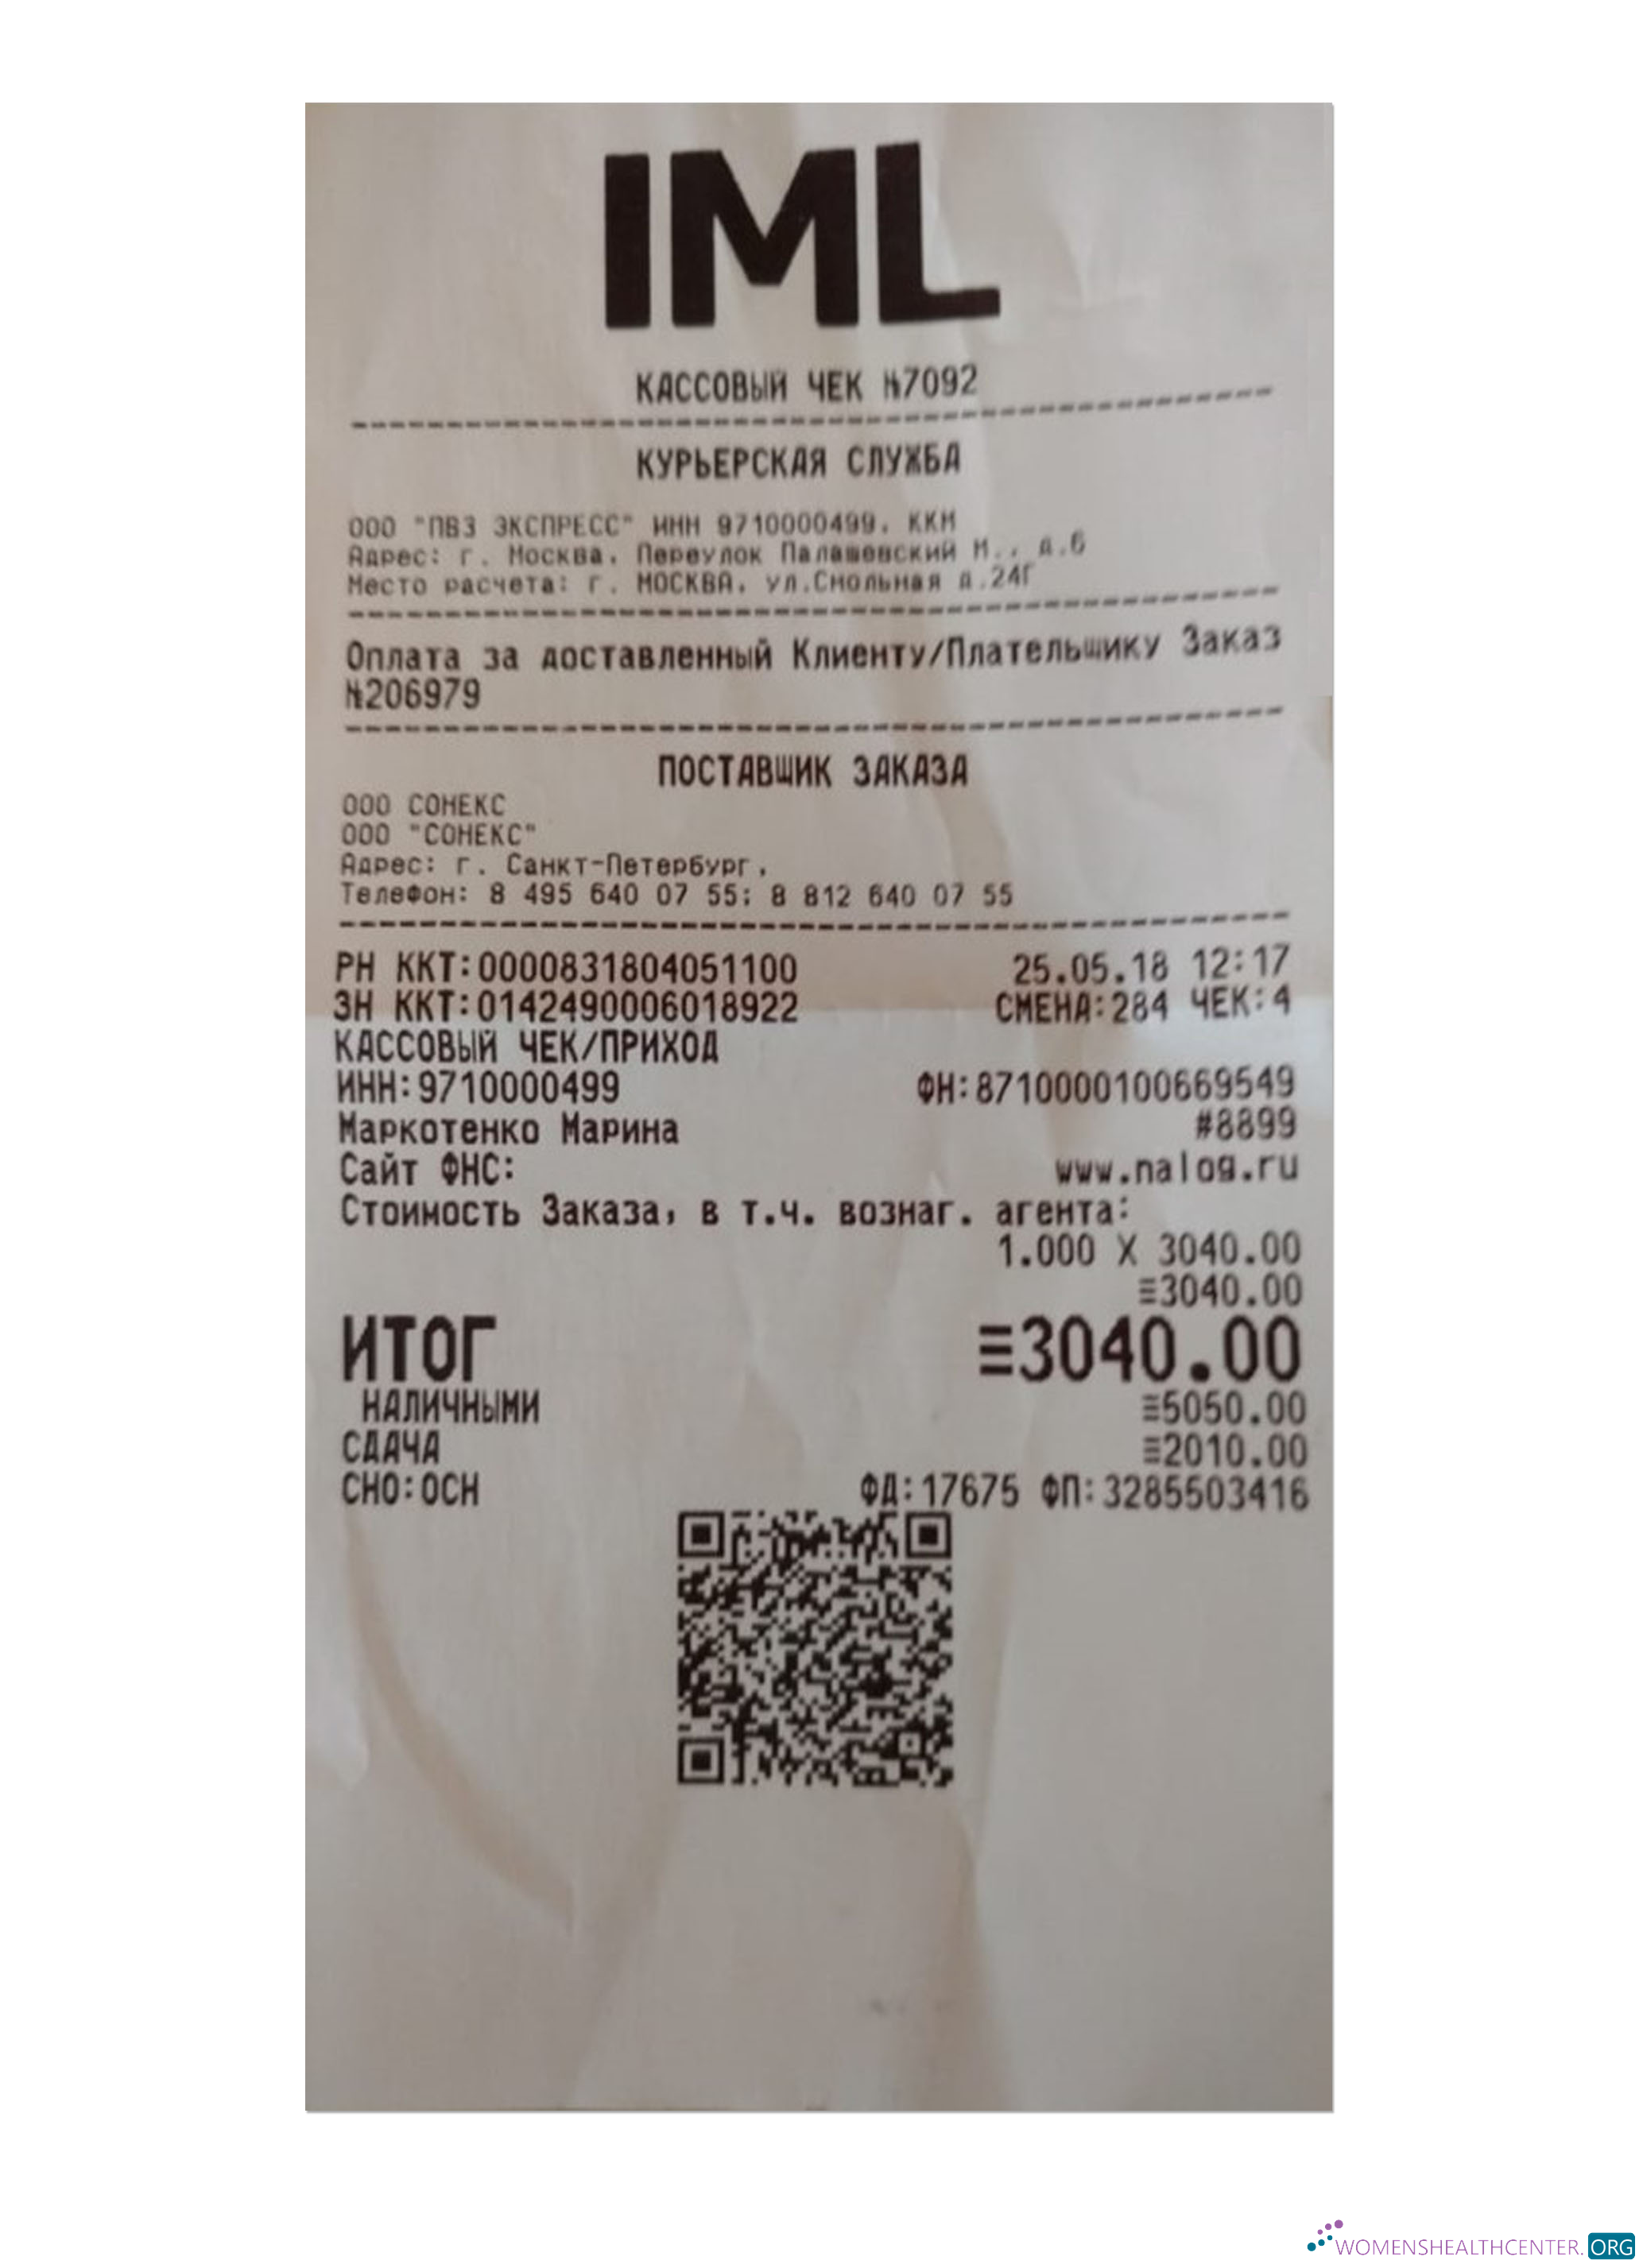 IML
КАССОВЫЙ ЧЕК №7092
КУРЬЕРСКАЯ СЛУЖБА
ООО "ПВЗ ЭКСПРЕСС" ИНН 9710000499, ККМ
Адрес: г. Москва, Переулок Палашевский М., д.6
Место расчета: г. МОСКВА, ул.Смольная д.24Г
Оплата за доставленный Клиенту/Плательщику Заказ
№206979
ПОСТАВЩИК ЗАКАЗА
ООО СОНЕКС
ООО "СОНЕКС"
Адрес: г. Санкт-Петербург,
Телефон: 8 495 640 07 55; 8 812 640 07 55
РН ККТ:0000831804051100 25.05.18 12:17
ЗН ККТ:0142490006018922 СМЕНА:284 ЧЕК:4
КАССОВЫЙ ЧЕК/ПРИХОД
ИНН:9710000499 ФН:8710000100669549
Маркотенко Марина #8899
Сайт ФНС: www.nalog.ru
Стоимость Заказа, в т.ч. вознаг. агента:
1.000 X 3040.00
≡3040.00
ИТОГ ≡3040.00
НАЛИЧНЫМИ ≡5050.00
СДАЧА ≡2010.00
СНО:ОСН ФД:17675 ФП:3285503416
WOMENSHEALTHCENTER.ORG